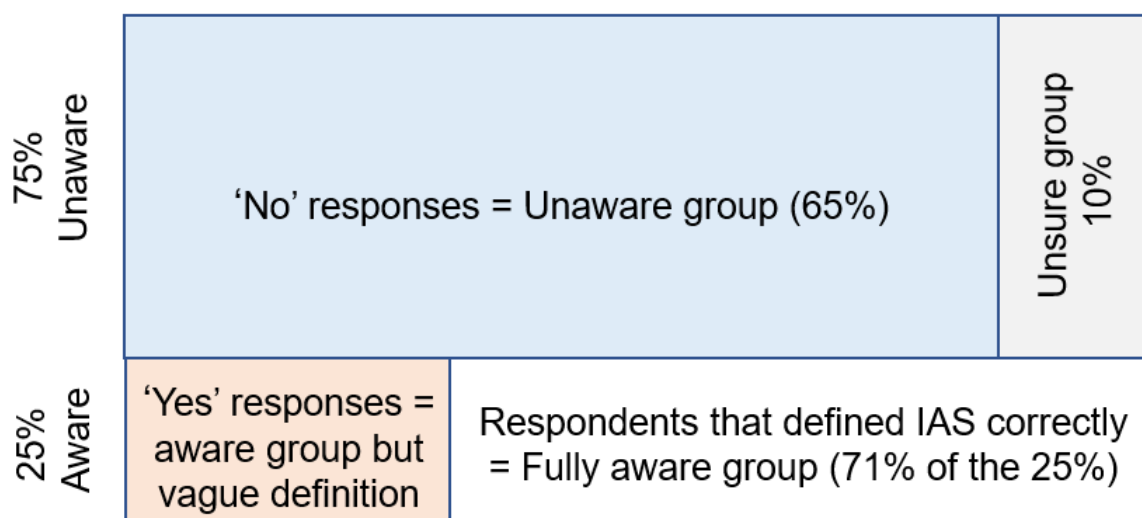 75%
Unaware
‘No’ responses = Unaware group (65%)
Unsure group
10%
25%
Aware
‘Yes’ responses =
aware group but
vague definition
Respondents that defined IAS correctly
= Fully aware group (71% of the 25%)